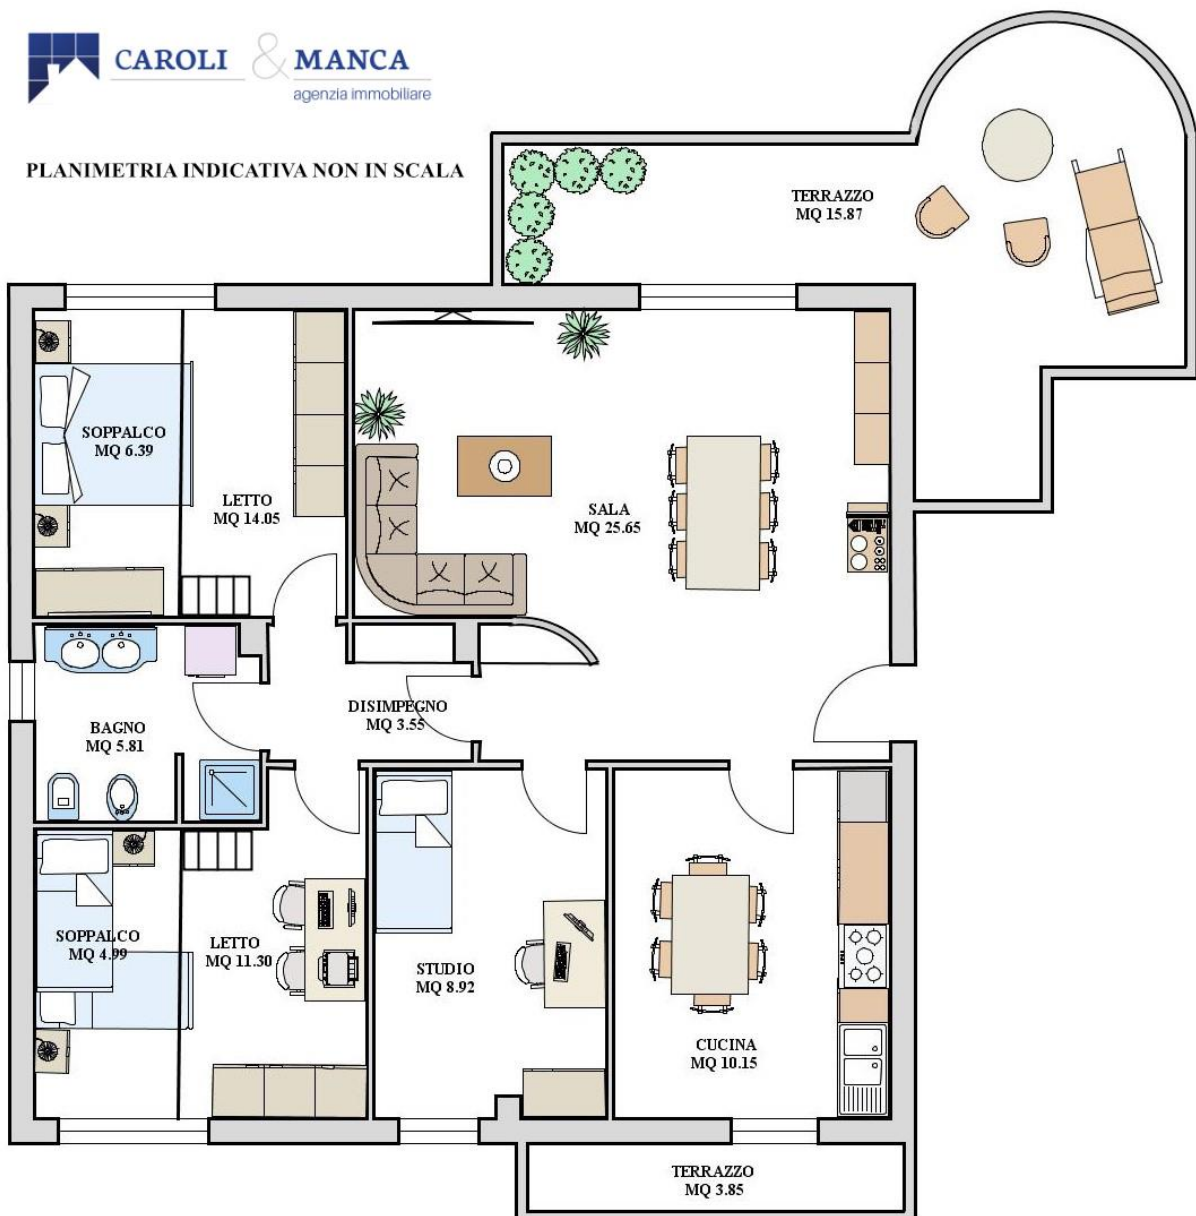 CAROLI & MANCA
agenzia immobiliare
PLANIMETRIA INDICATIVA NON IN SCALA
TERRAZZO
MQ 15.87
SOPPALCO
MQ 6.39
LETTO
MQ 14.05
SALA
MQ 25.65
DISIMPEGNO
MQ 3.55
BAGNO
MQ 5.81
SOPPALCO
MQ 4.99
LETTO
MQ 11.30
STUDIO
MQ 8.92
CUCINA
MQ 10.15
TERRAZZO
MQ 3.85